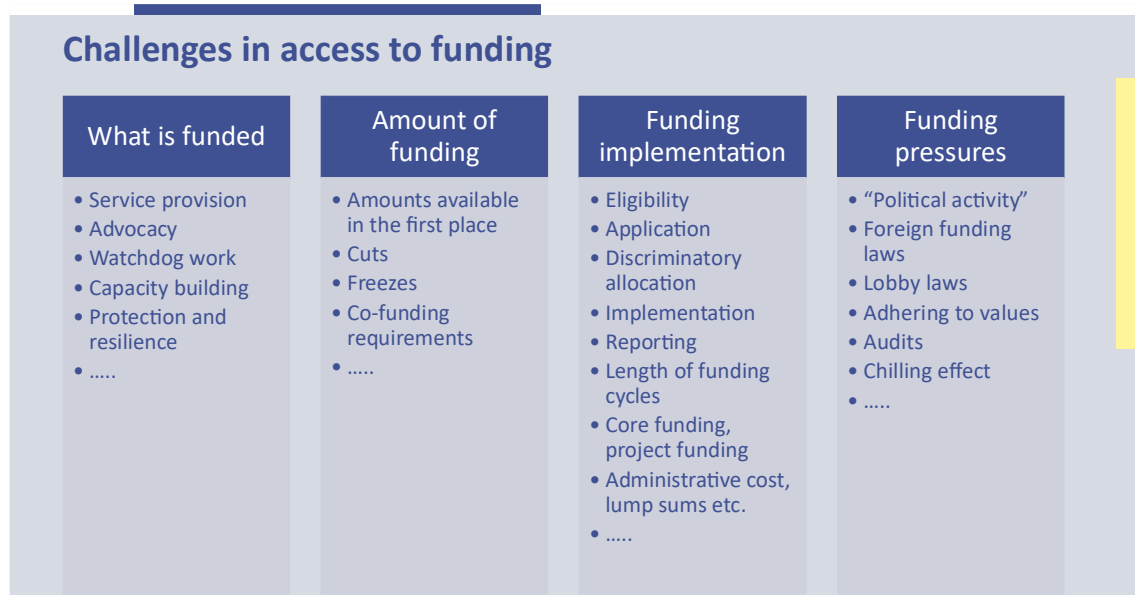 Challenges in access to funding
What is funded
• Service provision
• Advocacy
• Watchdog work
• Capacity building
• Protection and
resilience
• .....
Amount of
funding
• Amounts available
in the first place
• Cuts
• Freezes
• Co-funding
requirements
• .....
Funding
implementation
• Eligibility
• Application
• Discriminatory
allocation
• Implementation
• Reporting
• Length of funding
cycles
• Core funding,
project funding
• Administrative cost,
lump sums etc.
• .....
Funding
pressures
• “Political activity”
• Foreign funding
laws
• Lobby laws
• Adhering to values
• Audits
• Chilling effect
• .....